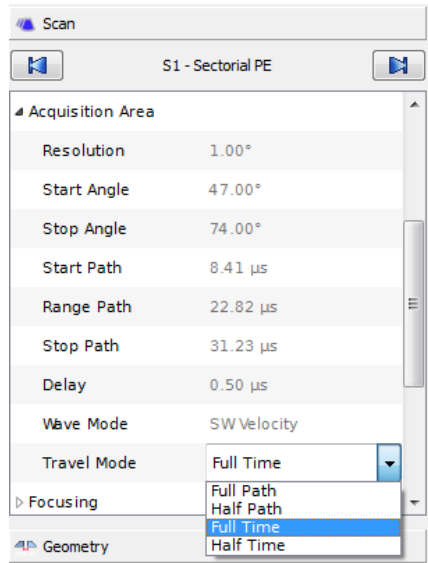 Scan
S1 - Sectorial PE
Acquisition Area
Resolution 1.00°
Start Angle 47.00°
Stop Angle 74.00°
Start Path 8.41 µs
Range Path 22.82 µs
Stop Path 31.23 µs
Delay 0.50 µs
Wave Mode SW Velocity
Travel Mode Full Time
Full Path
Focusing
Half Path
Full Time
Half Time
Geometry